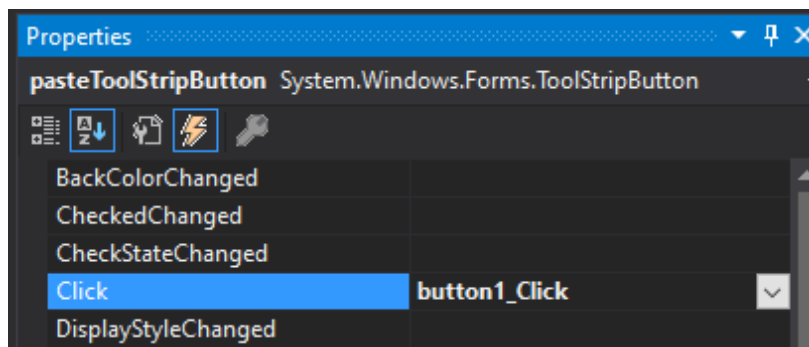 Properties
pasteToolStripButton System.Windows.Forms.ToolStripButton
BackColorChanged
CheckedChanged
CheckStateChanged
Click button1_Click
DisplayStyleChanged